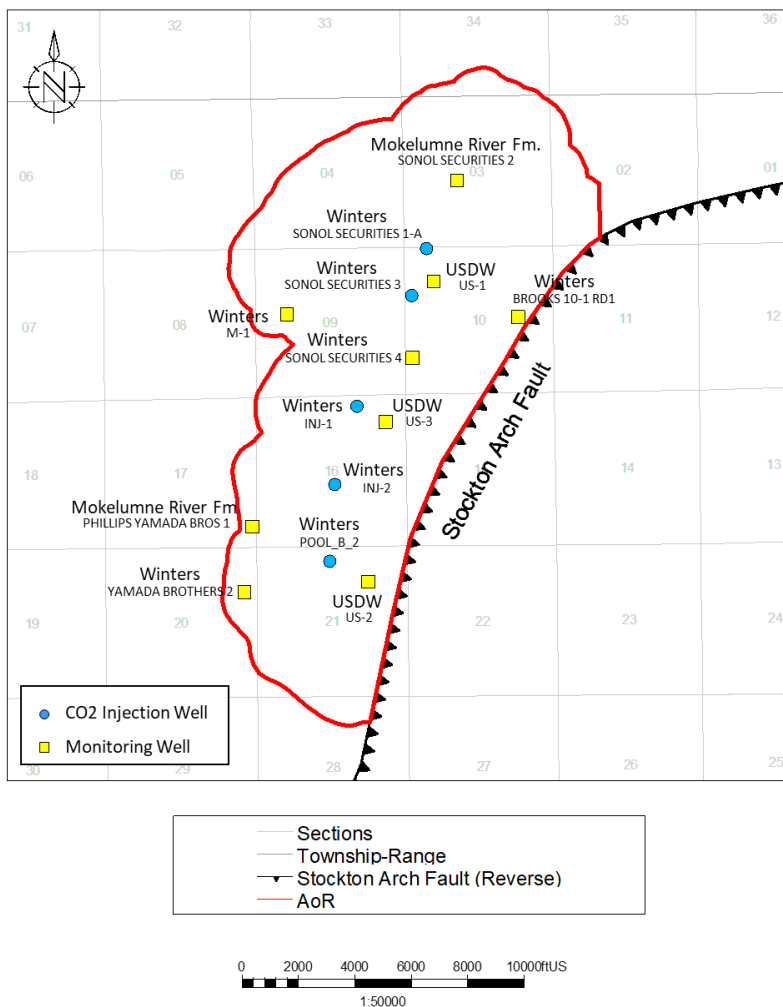 31
32
33
34
35
36
N
06
05
04
03
02
01
Mokelumne River Fm.
SONOL SECURITIES 2
Winters
SONOL SECURITIES 1-A
Winters
SONOL SECURITIES 3
USDW
US-1
Winters
BROOKS 10-1 RD1
07
08
09
10
11
12
Winters
M-1
Winters
SONOL SECURITIES 4
Winters
INJ-1
USDW
US-3
Stockton Arch Fault
18
17
16
14
13
Winters
INJ-2
Mokelumne River Fm
PHILLIPS YAMADA BROS 1
Winters
POOL_B_2
Winters
YAMADA BROTHERS 2
USDW
US-2
19
20
21
22
23
24
CO2 Injection Well
Monitoring Well
30
29
28
27
26
25
Sections
Township-Range
Stockton Arch Fault (Reverse)
AoR
0 2000 4000 6000 8000 10000ftUS
1:50000